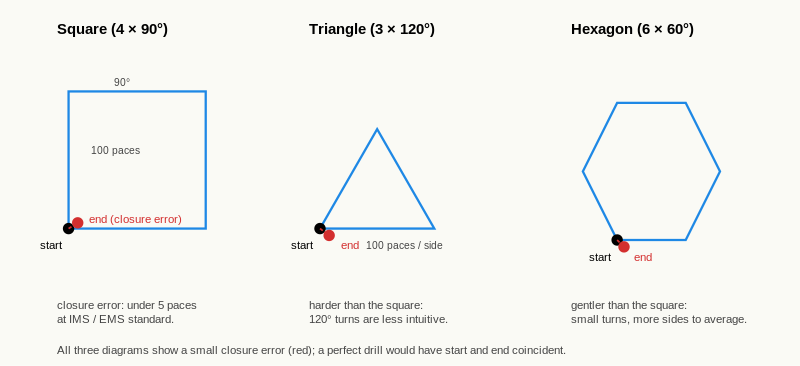 Square (4 × 90°)
90°
100 paces
end (closure error)
start
closure error: under 5 paces
at IMS / EMS standard.
Triangle (3 × 120°)
start
end
100 paces / side
harder than the square:
120° turns are less intuitive.
Hexagon (6 × 60°)
start
end
gentler than the square:
small turns, more sides to average.
All three diagrams show a small closure error (red); a perfect drill would have start and end coincident.